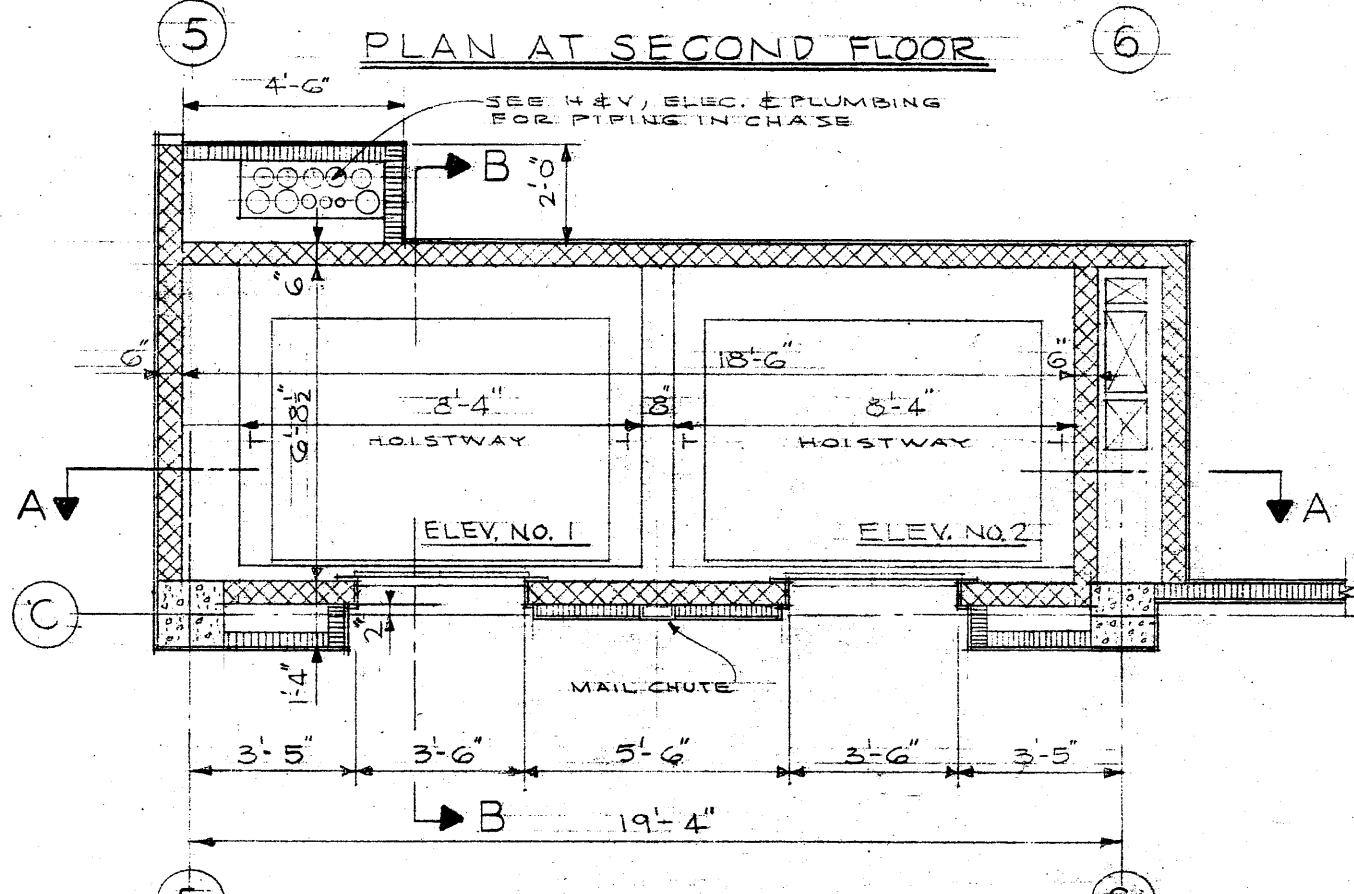 5
PLAN AT SECOND FLOOR
6
4'-6"
SEE H & V, ELEC. & PLUMBING
FOR PIPING IN CHASE
B
2'-0"
6"
6"
18'-6"
6"
6'-8½"
8'-4"
8"
8'-4"
HOISTWAY
HOISTWAY
A
A
ELEV. NO. 1
ELEV. NO. 2
C
2"
1'-4"
MAIL CHUTE
3'-5"
3'-6"
5'-6"
3'-6"
3'-5"
B
19'-4"